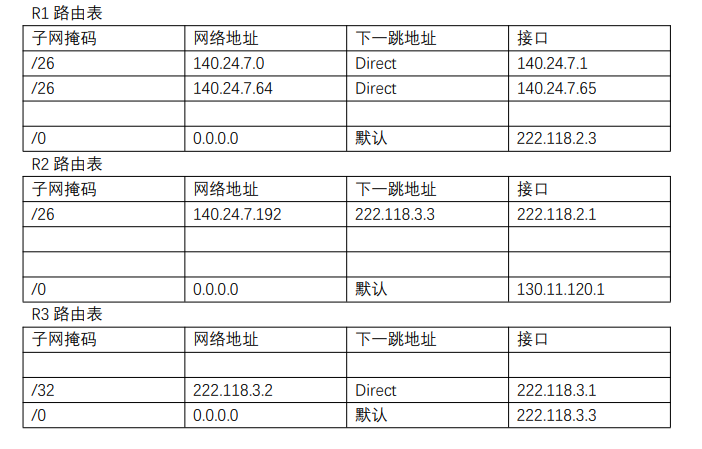 R1 路由表
子网掩码 网络地址 下一跳地址 接口
/26 140.24.7.0 Direct 140.24.7.1
/26 140.24.7.64 Direct 140.24.7.65
/0 0.0.0.0 默认 222.118.2.3
R2 路由表
子网掩码 网络地址 下一跳地址 接口
/26 140.24.7.192 222.118.3.3 222.118.2.1
/0 0.0.0.0 默认 130.11.120.1
R3 路由表
子网掩码 网络地址 下一跳地址 接口
/32 222.118.3.2 Direct 222.118.3.1
/0 0.0.0.0 默认 222.118.3.3